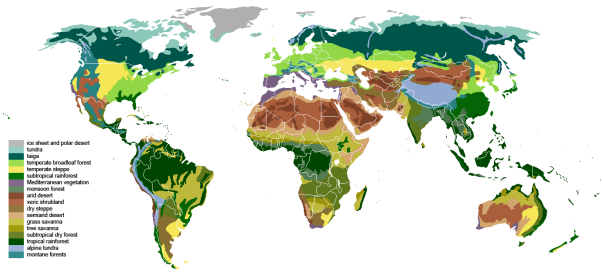 ice sheet and polar desert
tundra
taiga
temperate broadleaf forest
temperate steppe
subtropical rainforest
Mediterranean vegetation
monsoon forest
arid desert
xeric shrubland
dry steppe
semiarid desert
grass savanna
tree savanna
subtropical dry forest
tropical rainforest
alpine tundra
montane forests